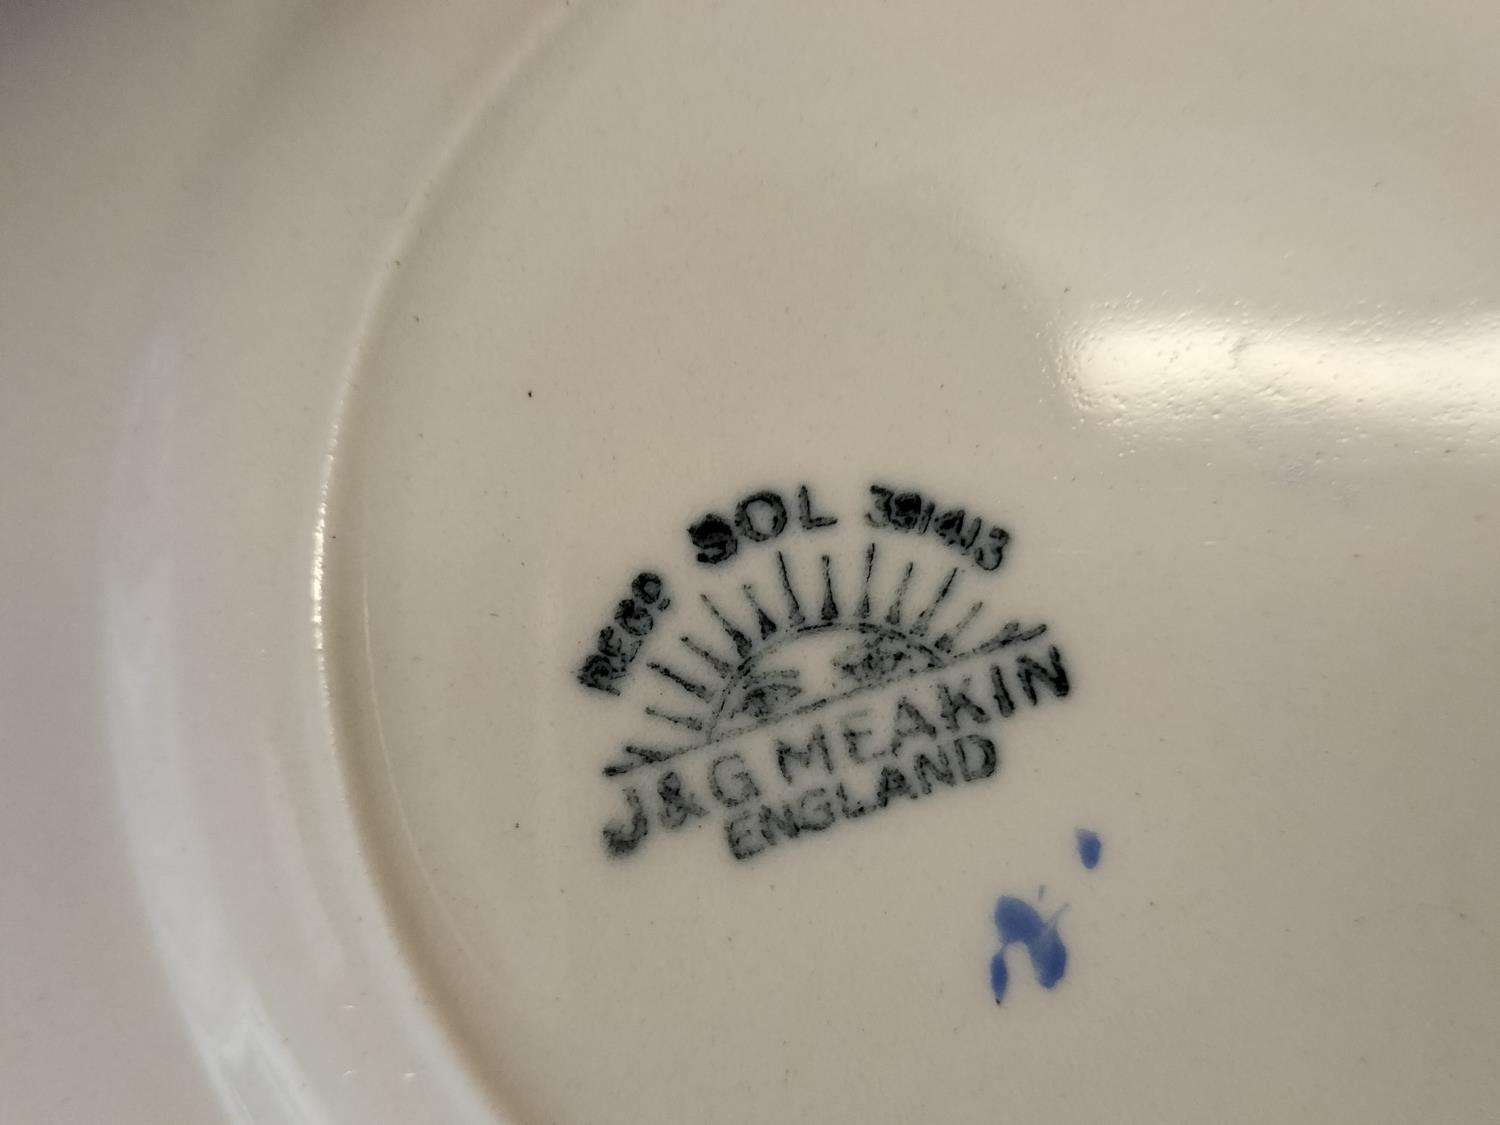 REGD SOL 391413
J & G MEAKIN
ENGLAND